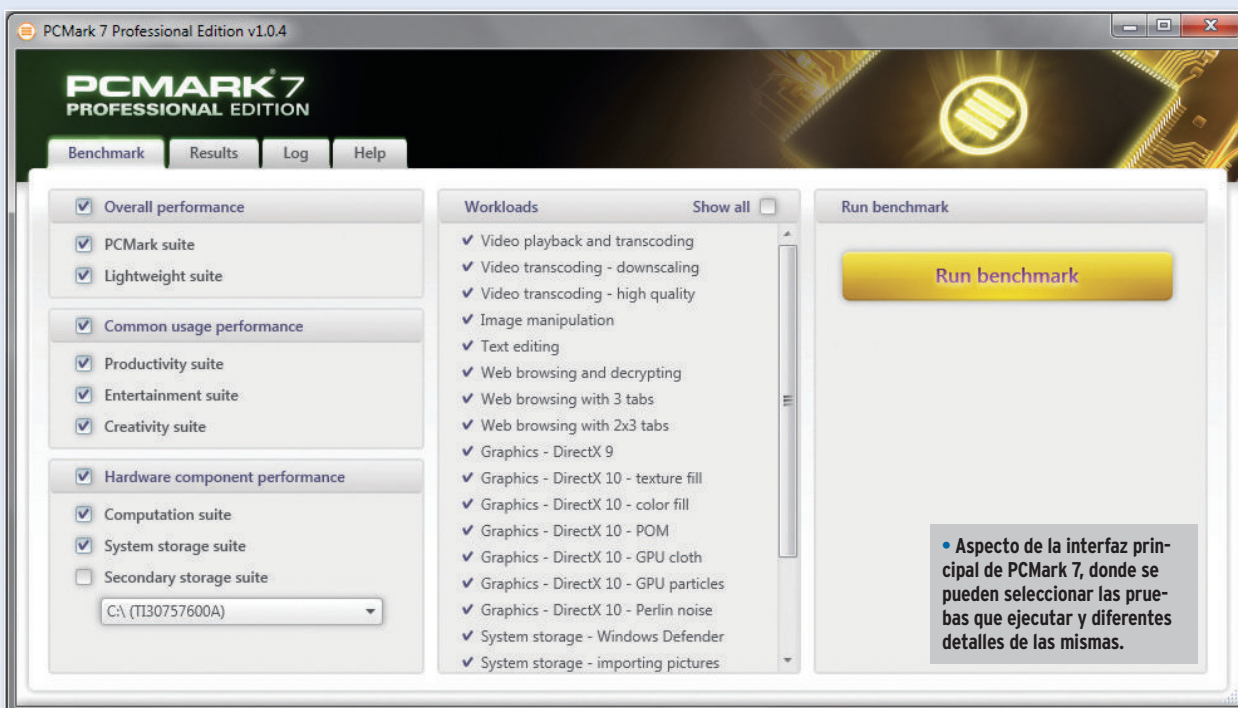 PCMark 7 Professional Edition v1.0.4
PCMARK® 7
PROFESSIONAL EDITION
Benchmark
Results
Log
Help
Overall performance
PCMark suite
Lightweight suite
Common usage performance
Productivity suite
Entertainment suite
Creativity suite
Hardware component performance
Computation suite
System storage suite
Secondary storage suite
C:\ (TI30757600A)
Workloads
Show all
Video playback and transcoding
Video transcoding - downscaling
Video transcoding - high quality
Image manipulation
Text editing
Web browsing and decrypting
Web browsing with 3 tabs
Web browsing with 2x3 tabs
Graphics - DirectX 9
Graphics - DirectX 10 - texture fill
Graphics - DirectX 10 - color fill
Graphics - DirectX 10 - POM
Graphics - DirectX 10 - GPU cloth
Graphics - DirectX 10 - GPU particles
Graphics - DirectX 10 - Perlin noise
System storage - Windows Defender
System storage - importing pictures
Run benchmark
Run benchmark
• Aspecto de la interfaz prin-
cipal de PCMark 7, donde se
pueden seleccionar las prue-
bas que ejecutar y diferentes
detalles de las mismas.